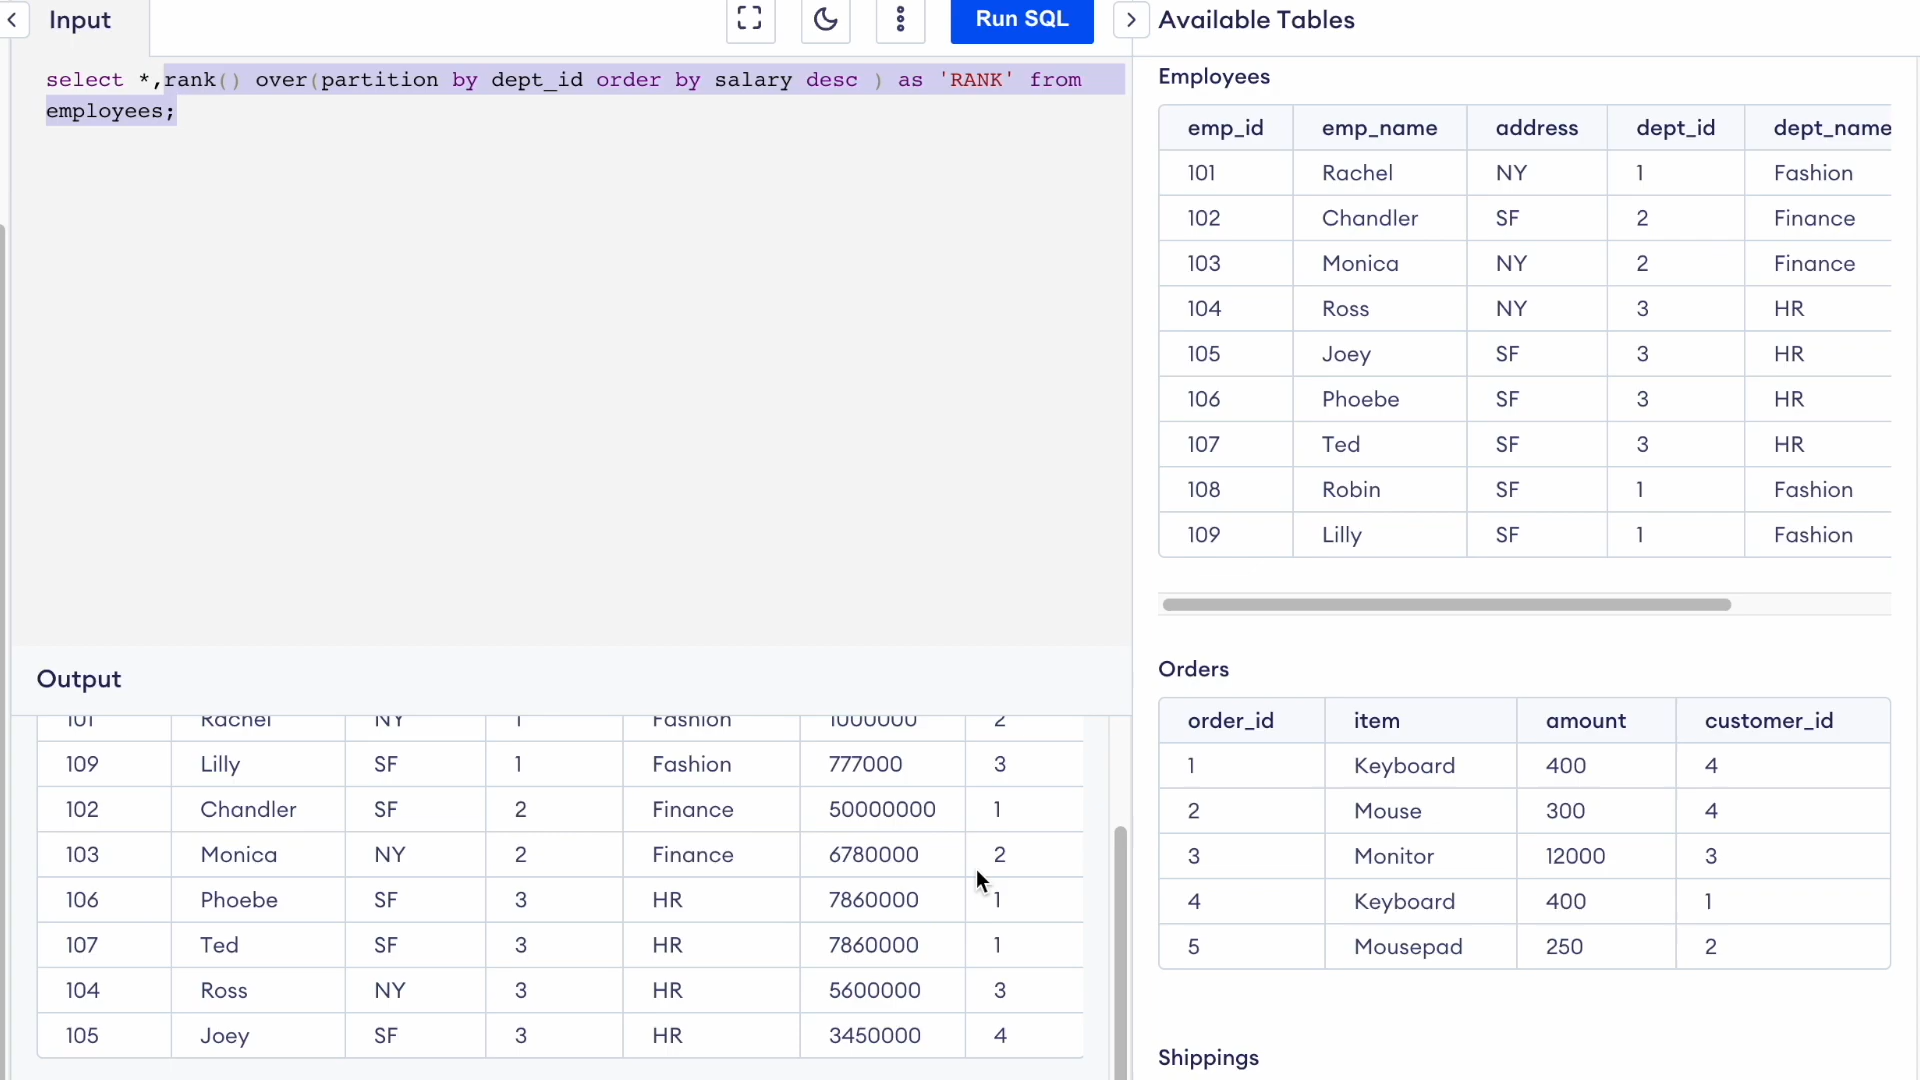 Input
Run SQL
select *,rank() over(partition by dept_id order by salary desc ) as 'RANK' from
employees;
Output
101 Rachel NY 1 Fashion 1000000 2
109 Lilly SF 1 Fashion 777000 3
102 Chandler SF 2 Finance 50000000 1
103 Monica NY 2 Finance 6780000 2
106 Phoebe SF 3 HR 7860000 1
107 Ted SF 3 HR 7860000 1
104 Ross NY 3 HR 5600000 3
105 Joey SF 3 HR 3450000 4
Available Tables
Employees
emp_id emp_name address dept_id dept_name
101 Rachel NY 1 Fashion
102 Chandler SF 2 Finance
103 Monica NY 2 Finance
104 Ross NY 3 HR
105 Joey SF 3 HR
106 Phoebe SF 3 HR
107 Ted SF 3 HR
108 Robin SF 1 Fashion
109 Lilly SF 1 Fashion
Orders
order_id item amount customer_id
1 Keyboard 400 4
2 Mouse 300 4
3 Monitor 12000 3
4 Keyboard 400 1
5 Mousepad 250 2
Shippings